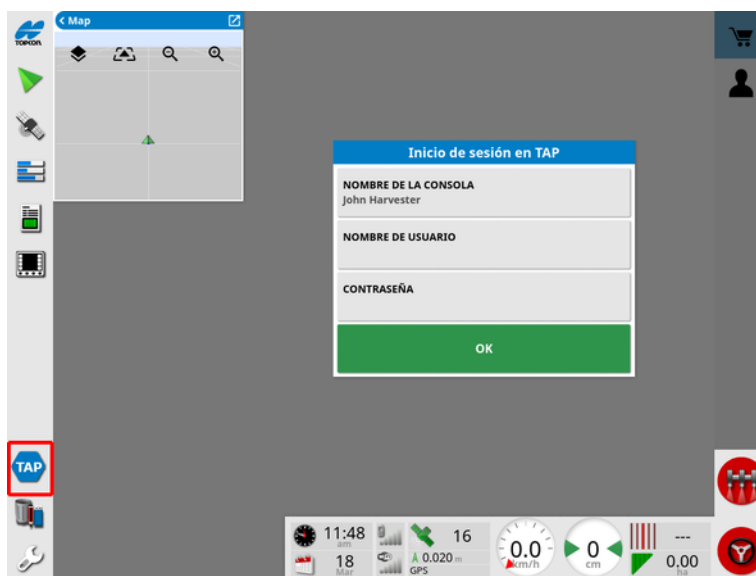 TOPCON
Map
Inicio de sesión en TAP
NOMBRE DE LA CONSOLA
John Harvester
NOMBRE DE USUARIO
CONTRASEÑA
OK
TAP
11:48
am
16
0.0
km/h
0
cm
---
18
Mar
0.020 m
GPS
0.00
ha